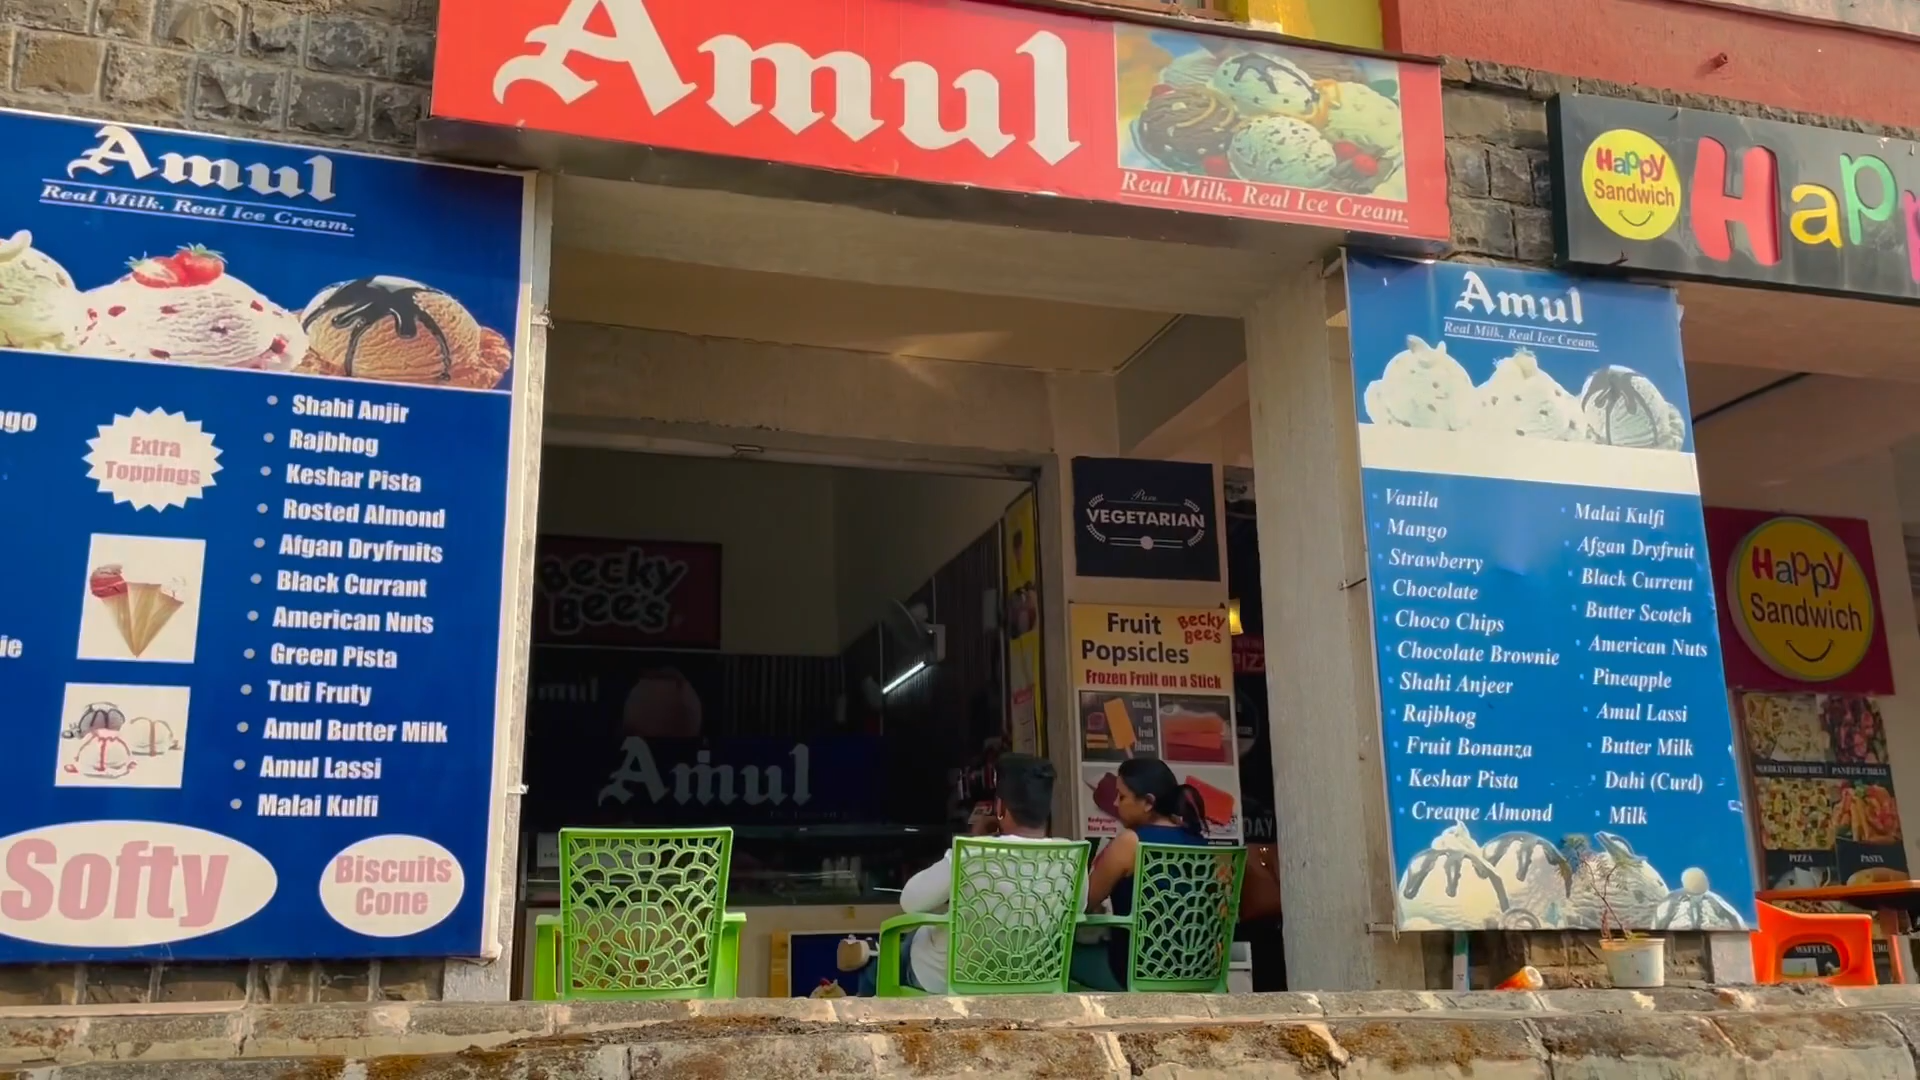 Amul
Real Milk. Real Ice Cream.
Amul
Real Milk. Real Ice Cream.
Extra
Toppings
Shahi Anjir
Rajbhog
Keshar Pista
Rosted Almond
Afgan Dryfruits
Black Currant
American Nuts
Green Pista
Tuti Fruty
Amul Butter Milk
Amul Lassi
Malai Kulfi
Softy
Biscuits
Cone
Becky
Bee's
Amul
Pure
VEGETARIAN
Fruit
Popsicles
Becky
Bee's
Frozen Fruit on a Stick
Amul
Real Milk. Real Ice Cream.
Vanila
Mango
Strawberry
Chocolate
Choco Chips
Chocolate Brownie
Shahi Anjeer
Rajbhog
Fruit Bonanza
Keshar Pista
Creame Almond
Malai Kulfi
Afgan Dryfruit
Black Current
Butter Scotch
American Nuts
Pineapple
Amul Lassi
Butter Milk
Dahi (Curd)
Milk
Happy
Sandwich
Hap
Happy
Sandwich
PIZZA
PASTA
WAFFLES